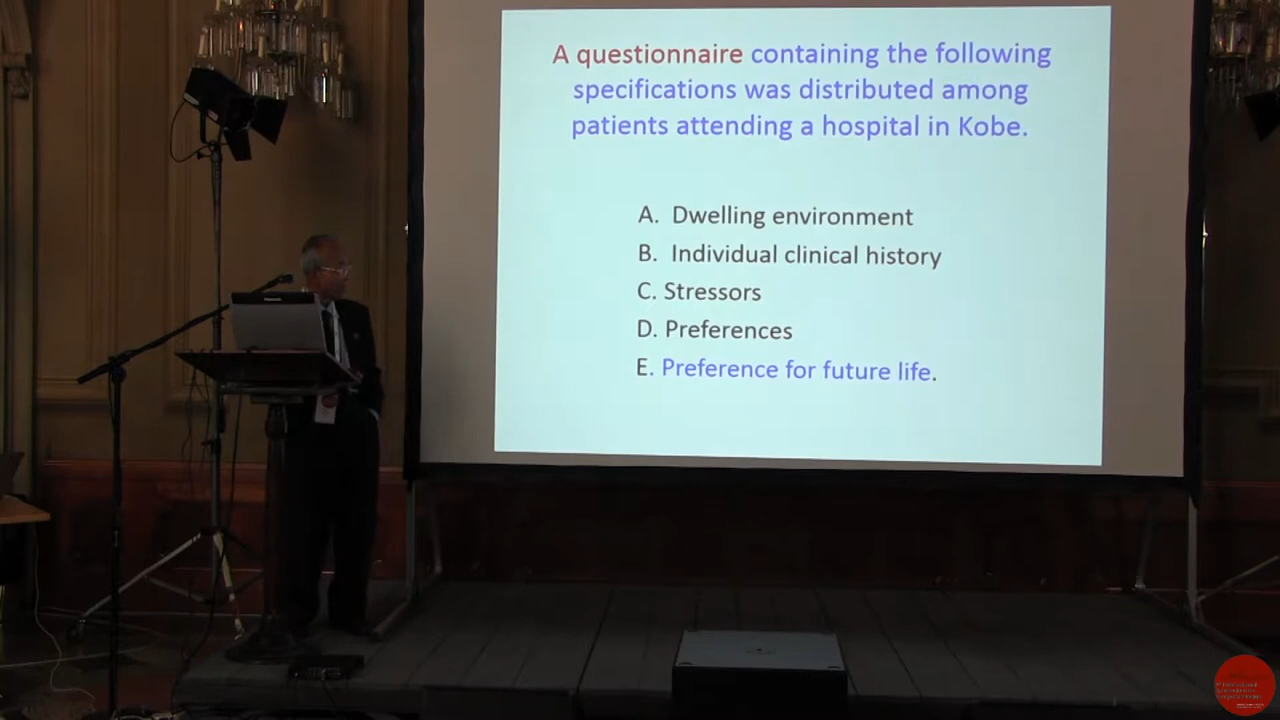 A questionnaire containing the following
specifications was distributed among
patients attending a hospital in Kobe.
A. Dwelling environment
B. Individual clinical history
C. Stressors
D. Preferences
E. Preference for future life.